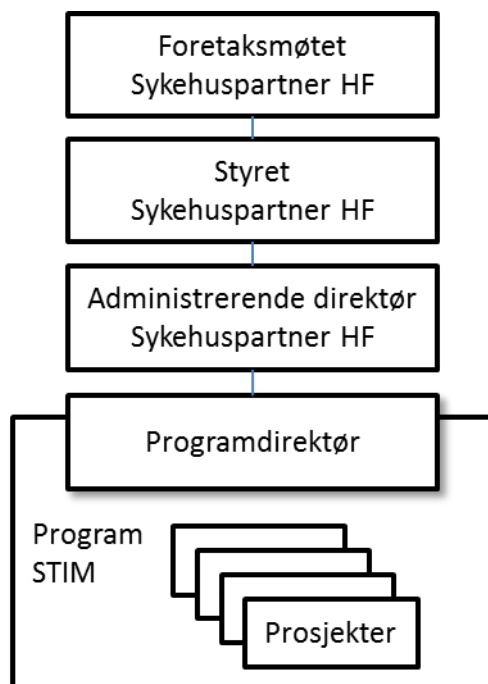 Foretaksmøtet
Sykehuspartner HF
Styret
Sykehuspartner HF
Administrerende direktør
Sykehuspartner HF
Programdirektør
Program
STIM
Prosjekter